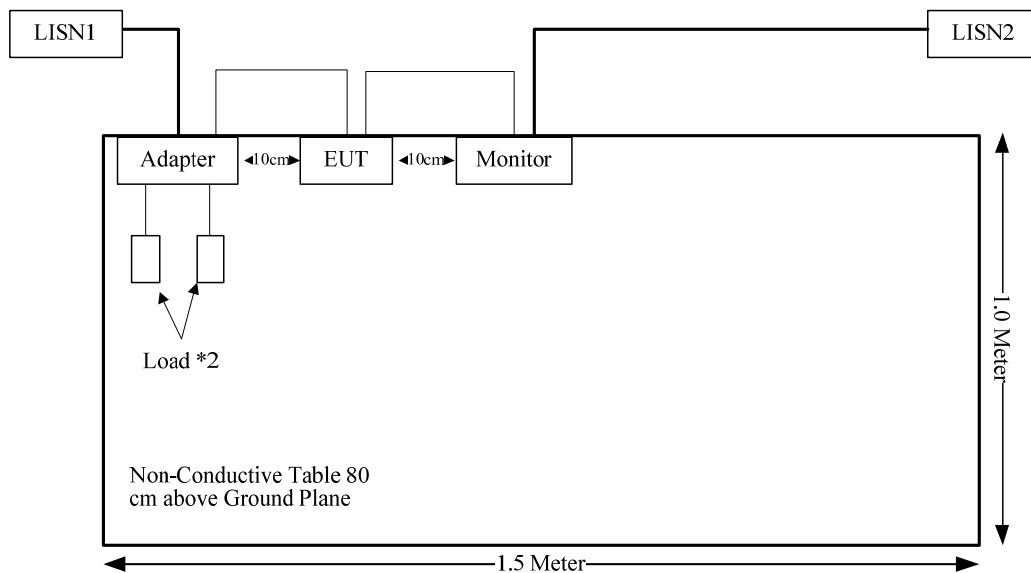 LISN1
LISN2
Adapter
10cm
EUT
10cm
Monitor
Load *2
1.0 Meter
Non-Conductive Table 80
cm above Ground Plane
1.5 Meter